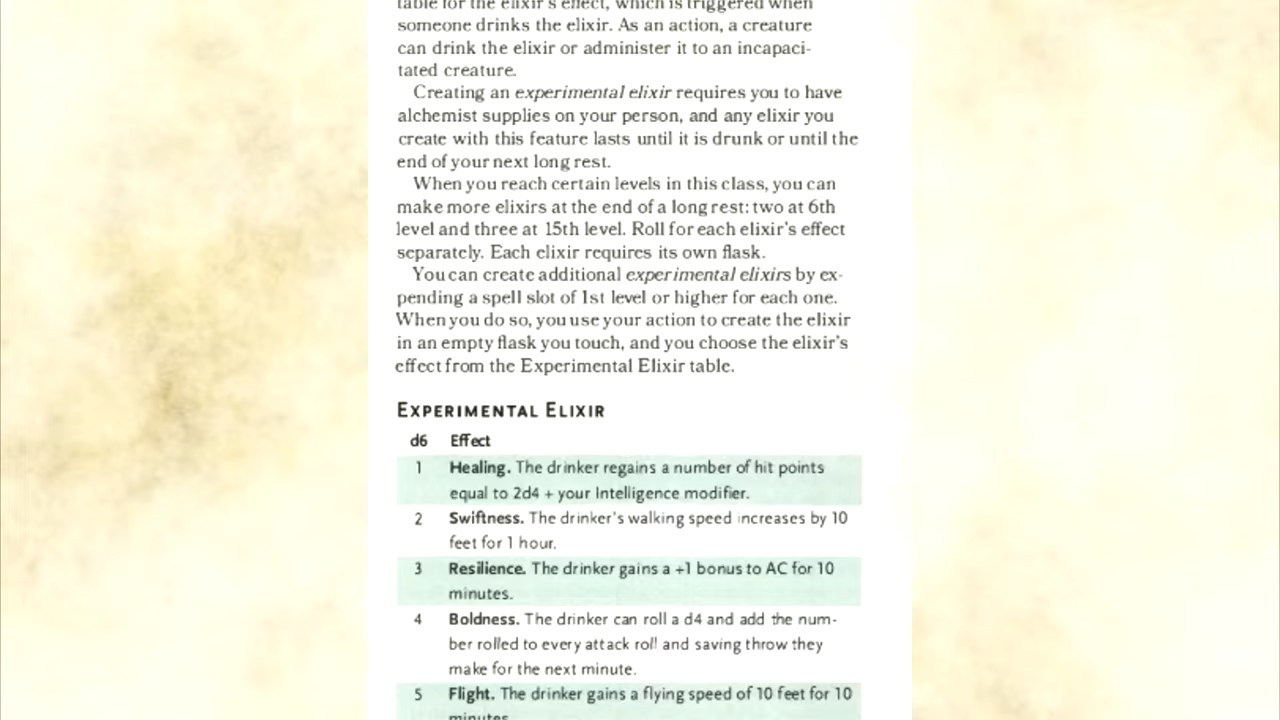 table for the elixir's effect, which is triggered when
someone drinks the elixir. As an action, a creature
can drink the elixir or administer it to an incapaci-
tated creature.
Creating an experimental elixir requires you to have
alchemist supplies on your person, and any elixir you
create with this feature lasts until it is drunk or until the
end of your next long rest.
When you reach certain levels in this class, you can
make more elixirs at the end of a long rest: two at 6th
level and three at 15th level. Roll for each elixir's effect
separately. Each elixir requires its own flask.
You can create additional experimental elixirs by ex-
pending a spell slot of 1st level or higher for each one.
When you do so, you use your action to create the elixir
in an empty flask you touch, and you choose the elixir's
effect from the Experimental Elixir table.
EXPERIMENTAL ELIXIR
d6 Effect
1 Healing. The drinker regains a number of hit points
equal to 2d4 + your Intelligence modifier.
2 Swiftness. The drinker's walking speed increases by 10
feet for 1 hour.
3 Resilience. The drinker gains a +1 bonus to AC for 10
minutes.
4 Boldness. The drinker can roll a d4 and add the num-
ber rolled to every attack roll and saving throw they
make for the next minute.
5 Flight. The drinker gains a flying speed of 10 feet for 10
minutes.